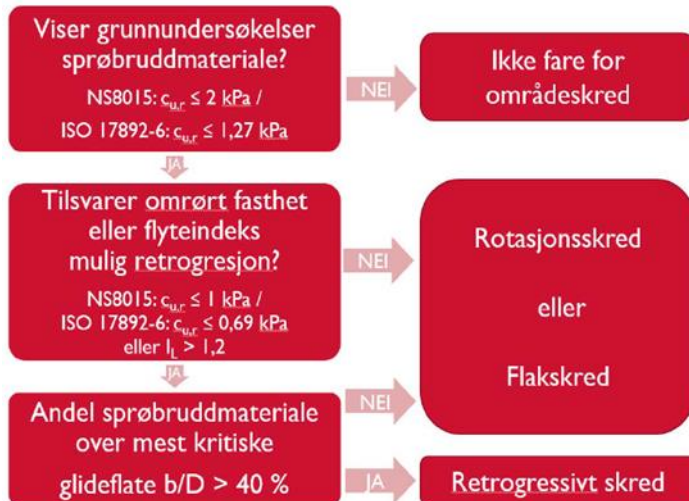 Viser grunnundersøkelser
sprøbruddmateriale?
NS8015: cu,r ≤ 2 kPa /
ISO 17892-6: cu,r ≤ 1,27 kPa
NEI
Ikke fare for
områdeskred
JA
Tilsvarer omrørt fasthet
eller flyteindeks
mulig retrogresjon?
NS8015: cu,r ≤ 1 kPa /
ISO 17892-6: cu,r ≤ 0,69 kPa
eller IL > 1,2
NEI
Rotasjonsskred
eller
Flakskred
JA
Andel sprøbruddmateriale
over mest kritiske
glideflate b/D > 40 %
NEI
JA
Retrogressivt skred